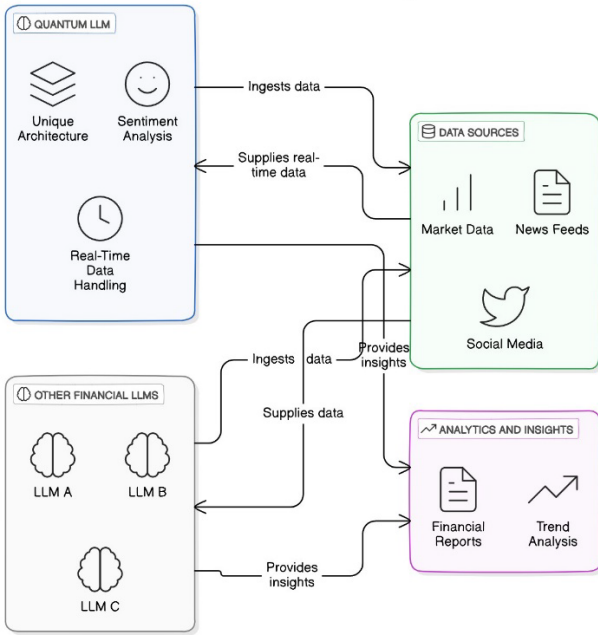 QUANTUM LLM
Unique
Architecture
Sentiment
Analysis
Real-Time
Data
Handling
Ingests data
Supplies real-
time data
DATA SOURCES
Market Data
News Feeds
Social Media
Provides
insights
Ingests data
Supplies data
OTHER FINANCIAL LLMS
LLM A
LLM B
LLM C
ANALYTICS AND INSIGHTS
Financial
Reports
Trend
Analysis
Provides
insights